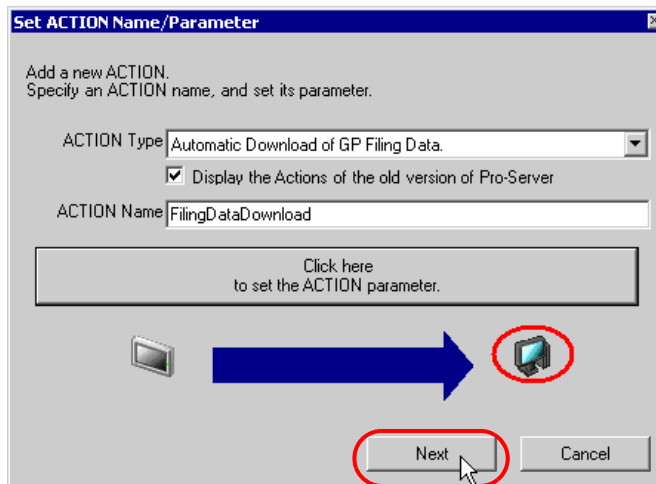 Set ACTION Name/Parameter
Add a new ACTION.
Specify an ACTION name, and set its parameter.
ACTION Type Automatic Download of GP Filing Data.
Display the Actions of the old version of Pro-Server
ACTION Name FilingDataDownload
Click here
to set the ACTION parameter.
Next Cancel